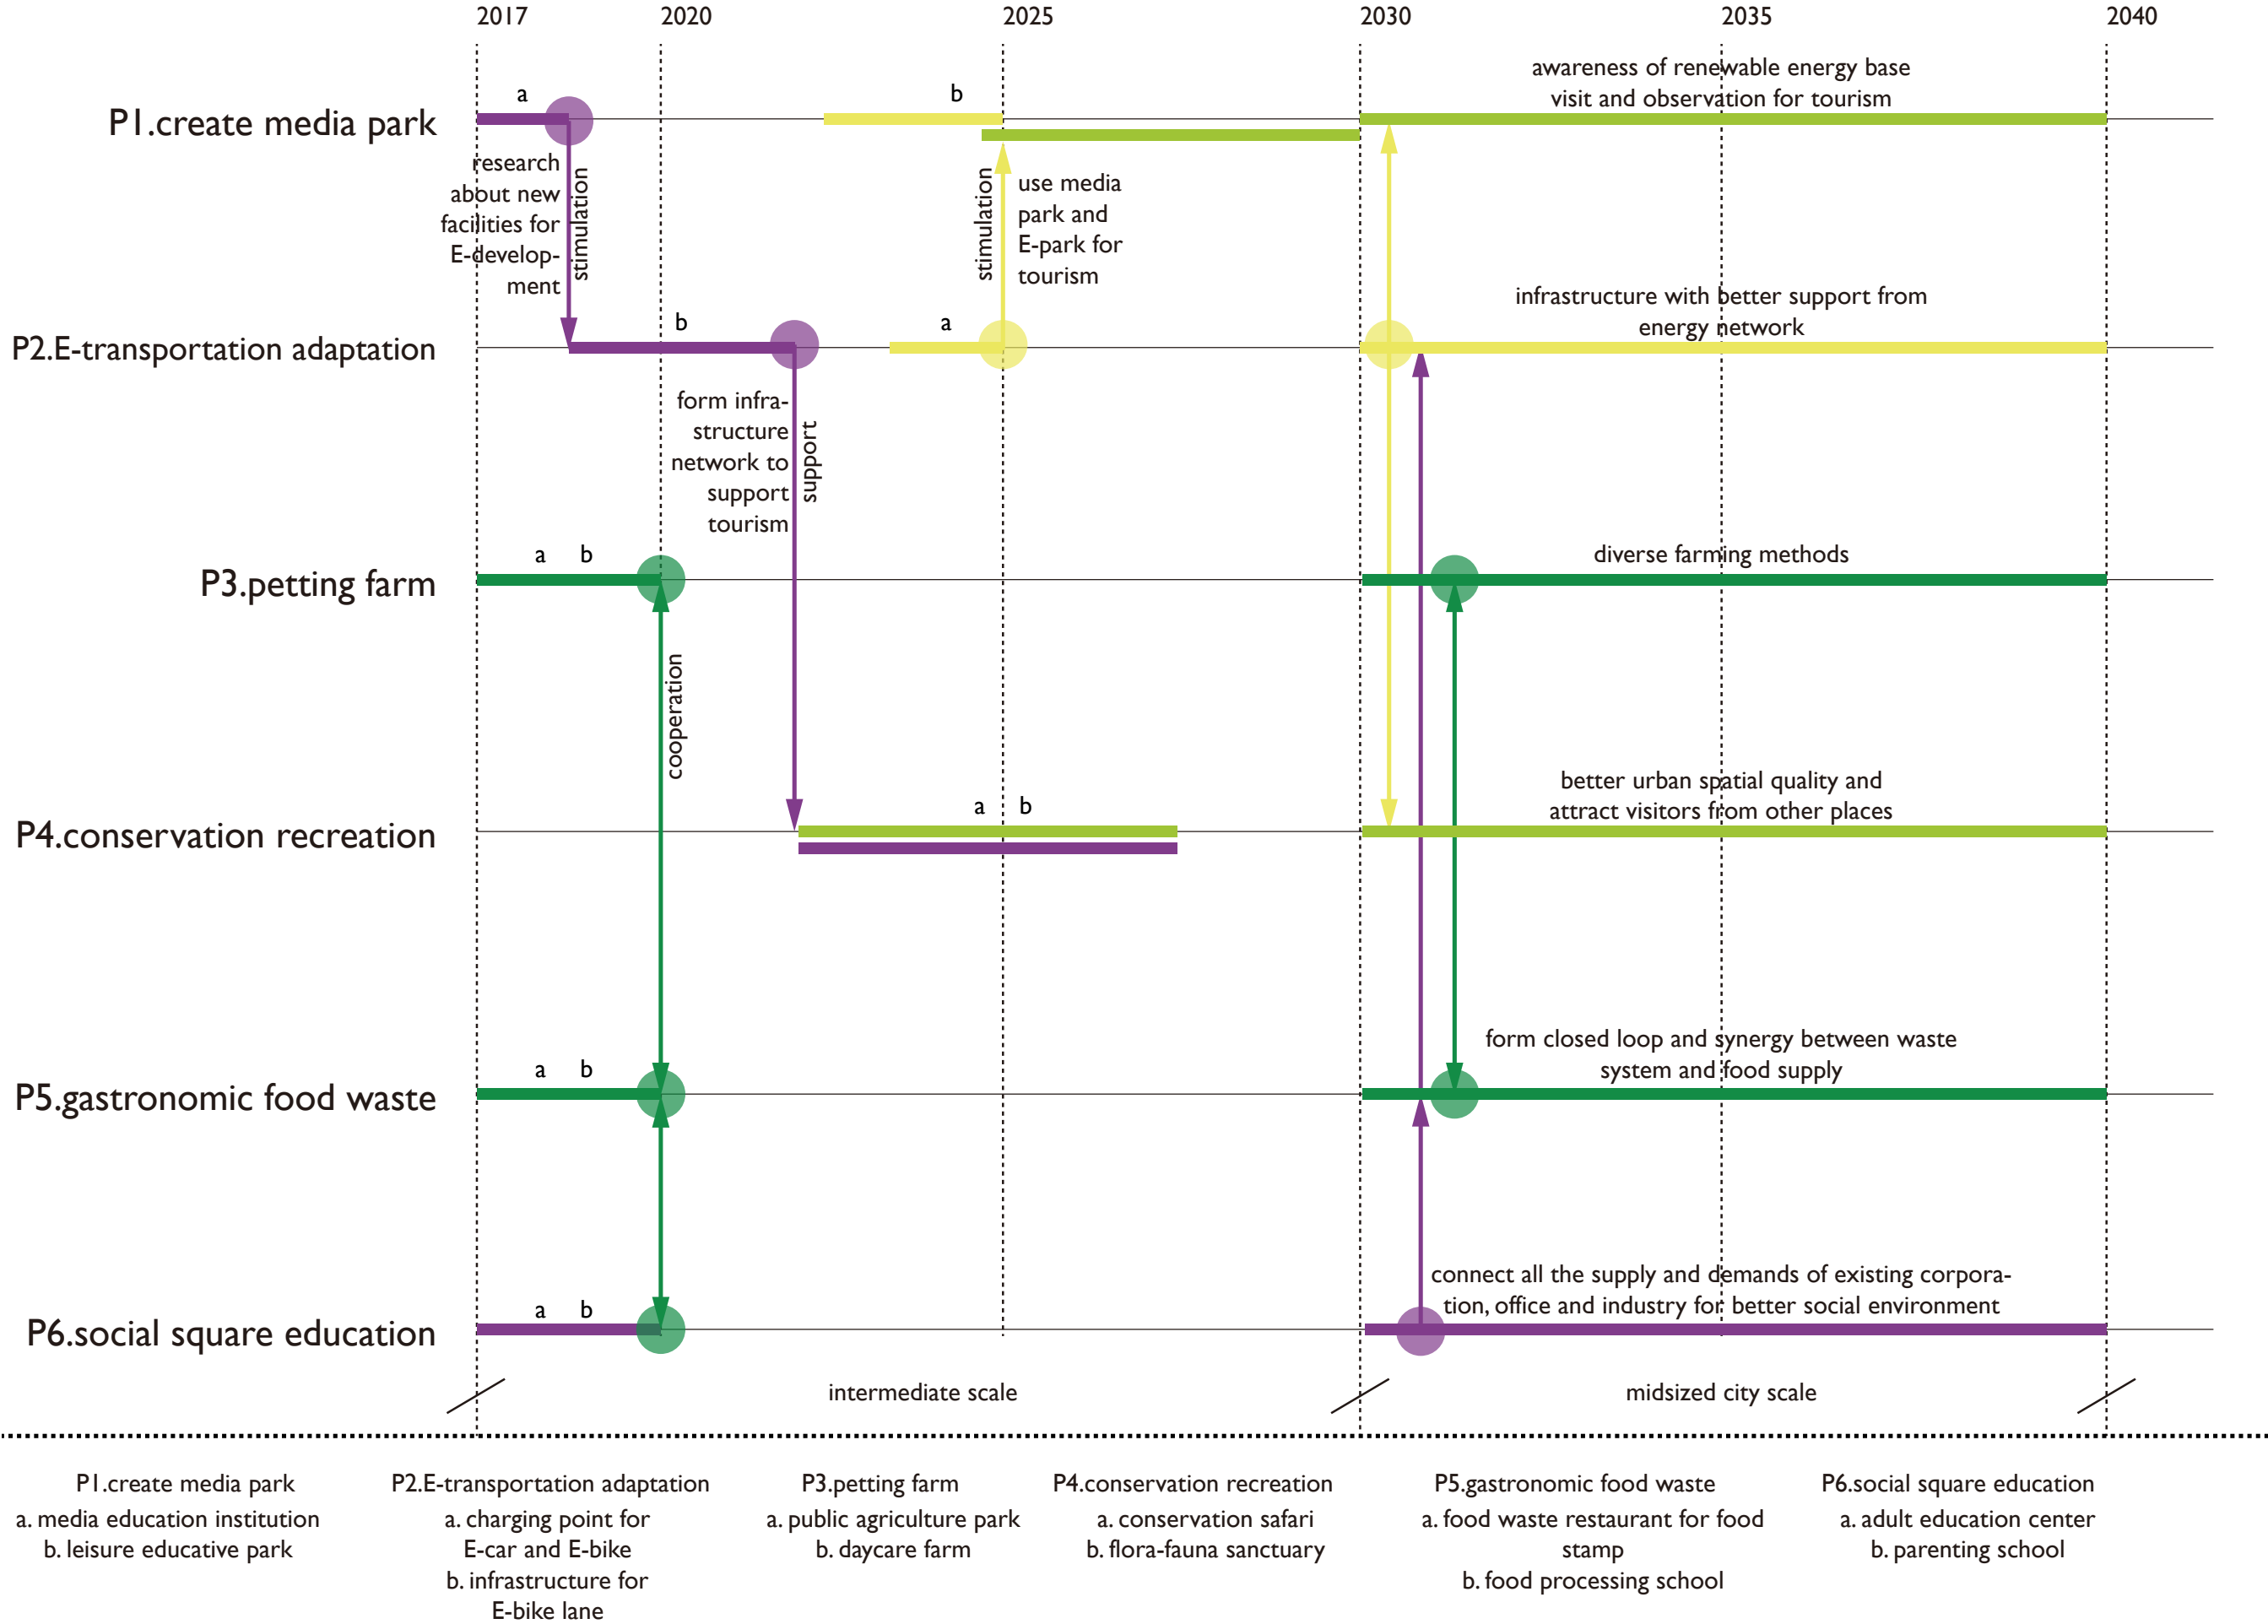 2017
2020
2025
2030
2035
2040
P1.create media park
a
b
awareness of renewable energy base
visit and observation for tourism
research
about new
facilities for
E-develop-
ment
stimulation
stimulation
use media
park and
E-park for
tourism
P2.E-transportation adaptation
b
a
infrastructure with better support from
energy network
form infra-
structure
network to
support
tourism
support
P3.petting farm
a b
diverse farming methods
cooperation
P4.conservation recreation
a b
better urban spatial quality and
attract visitors from other places
P5.gastronomic food waste
a b
form closed loop and synergy between waste
system and food supply
P6.social square education
a b
connect all the supply and demands of existing corpora-
tion, office and industry for better social environment
intermediate scale
midsized city scale
P1.create media park
a. media education institution
b. leisure educative park
P2.E-transportation adaptation
a. charging point for
E-car and E-bike
b. infrastructure for
E-bike lane
P3.petting farm
a. public agriculture park
b. daycare farm
P4.conservation recreation
a. conservation safari
b. flora-fauna sanctuary
P5.gastronomic food waste
a. food waste restaurant for food
stamp
b. food processing school
P6.social square education
a. adult education center
b. parenting school